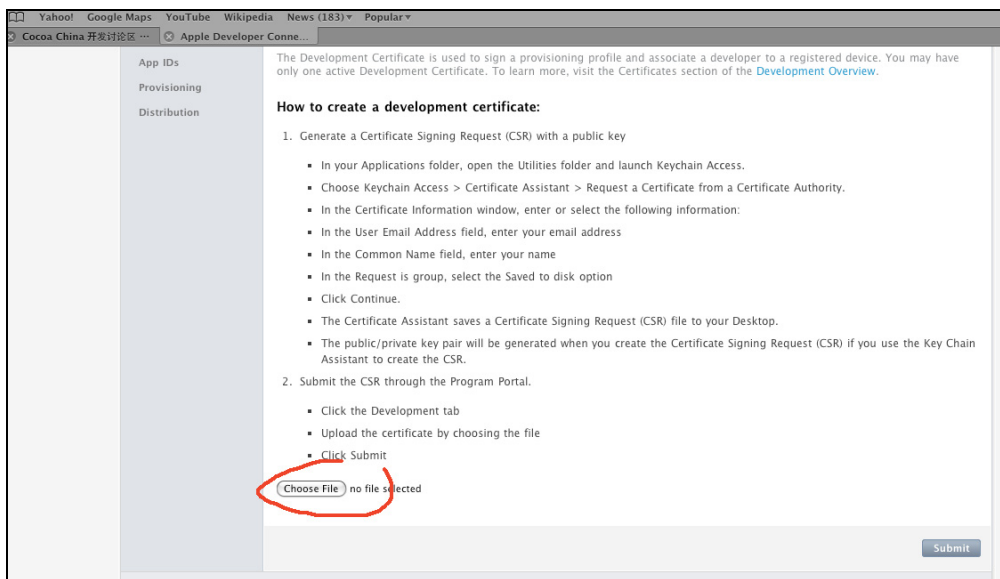 Yahoo! Google Maps YouTube Wikipedia News (183)▾ Popular▾
Cocoa China 开发讨论区 … Apple Developer Conne...
App IDs
Provisioning
Distribution
The Development Certificate is used to sign a provisioning profile and associate a developer to a registered device. You may have
only one active Development Certificate. To learn more, visit the Certificates section of the Development Overview.
How to create a development certificate:
1. Generate a Certificate Signing Request (CSR) with a public key
▪ In your Applications folder, open the Utilities folder and launch Keychain Access.
▪ Choose Keychain Access > Certificate Assistant > Request a Certificate from a Certificate Authority.
▪ In the Certificate Information window, enter or select the following information:
▪ In the User Email Address field, enter your email address
▪ In the Common Name field, enter your name
▪ In the Request is group, select the Saved to disk option
▪ Click Continue.
▪ The Certificate Assistant saves a Certificate Signing Request (CSR) file to your Desktop.
▪ The public/private key pair will be generated when you create the Certificate Signing Request (CSR) if you use the Key Chain
Assistant to create the CSR.
2. Submit the CSR through the Program Portal.
▪ Click the Development tab
▪ Upload the certificate by choosing the file
▪ Click Submit
Choose File no file selected
Submit